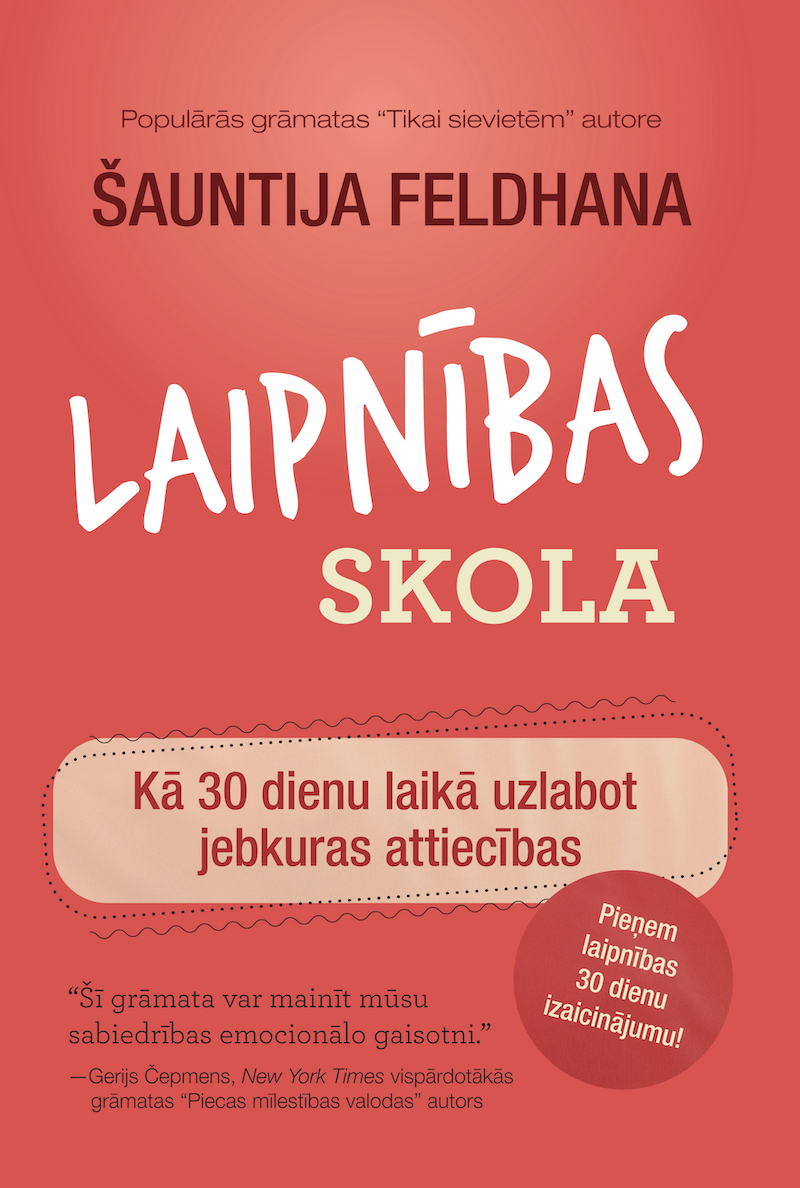 Populārās grāmatas “Tikai sievietēm” autore
ŠAUNTIJA FELDHANA
LAIPNĪBAS
SKOLA
Kā 30 dienu laikā uzlabot
jebkuras attiecības
Pieņem
laipnības
30 dienu
izaicinājumu!
“Šī grāmata var mainīt mūsu
sabiedrības emocionālo gaisotni.”
—Gerijs Čepmens, New York Times vispārdotākās
grāmatas “Piecas mīlestības valodas” autors